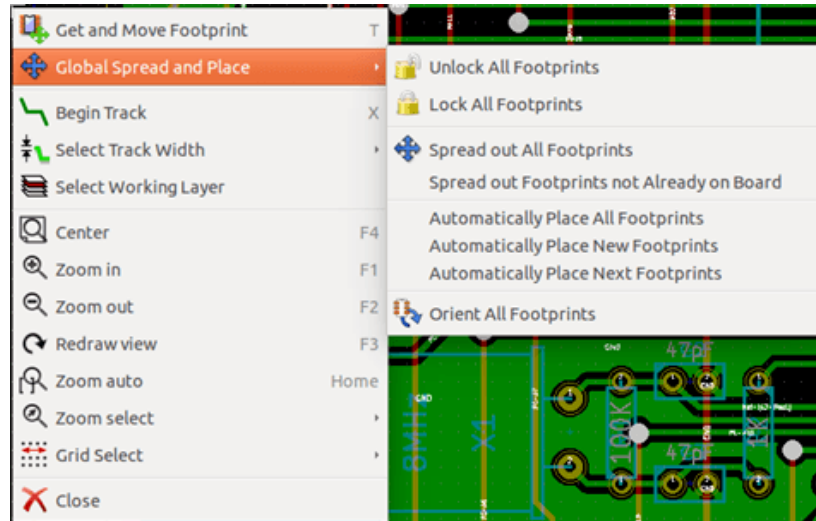 Get and Move Footprint T
Global Spread and Place
Begin Track X
Select Track Width
Select Working Layer
Center F4
Zoom in F1
Zoom out F2
Redraw view F3
Zoom auto Home
Zoom select
Grid Select
Close
Unlock All Footprints
Lock All Footprints
Spread out All Footprints
Spread out Footprints not Already on Board
Automatically Place All Footprints
Automatically Place New Footprints
Automatically Place Next Footprints
Orient All Footprints
47pF
GND
8MHz
X1
100K
1K
47pF